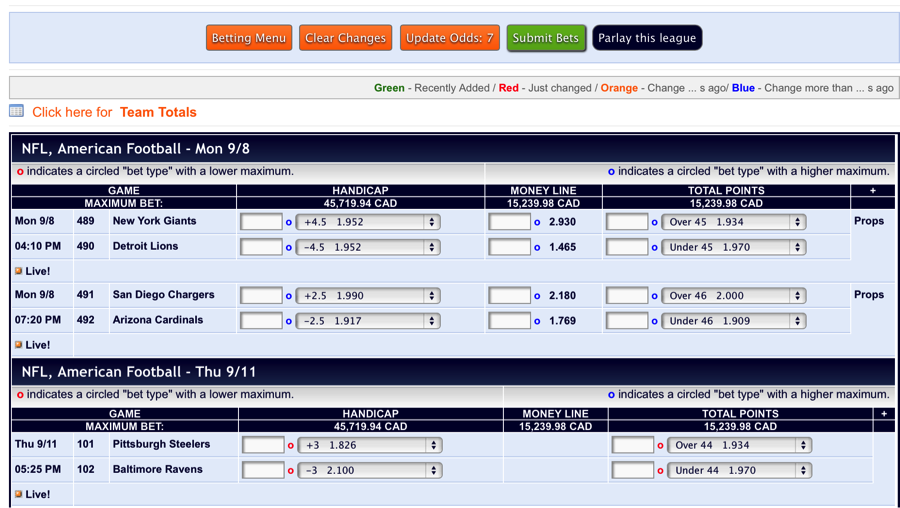 Betting Menu Clear Changes Update Odds: 7 Submit Bets Parlay this league
Green - Recently Added / Red - Just changed / Orange - Change ... s ago/ Blue - Change more than ... s ago
Click here for Team Totals
NFL, American Football - Mon 9/8
o indicates a circled "bet type" with a lower maximum. o indicates a circled "bet type" with a higher maximum.
GAME HANDICAP MONEY LINE TOTAL POINTS +
MAXIMUM BET: 45,719.94 CAD 15,239.98 CAD 15,239.98 CAD
Mon 9/8 489 New York Giants o +4.5 1.952 o 2.930 o Over 45 1.934 Props
04:10 PM 490 Detroit Lions o -4.5 1.952 o 1.465 o Under 45 1.970
Live!
Mon 9/8 491 San Diego Chargers o +2.5 1.990 o 2.180 o Over 46 2.000 Props
07:20 PM 492 Arizona Cardinals o -2.5 1.917 o 1.769 o Under 46 1.909
Live!
NFL, American Football - Thu 9/11
o indicates a circled "bet type" with a lower maximum. o indicates a circled "bet type" with a higher maximum.
GAME HANDICAP MONEY LINE TOTAL POINTS +
MAXIMUM BET: 45,719.94 CAD 15,239.98 CAD 15,239.98 CAD
Thu 9/11 101 Pittsburgh Steelers o +3 1.826 o Over 44 1.934
05:25 PM 102 Baltimore Ravens o -3 2.100 o Under 44 1.970
Live!